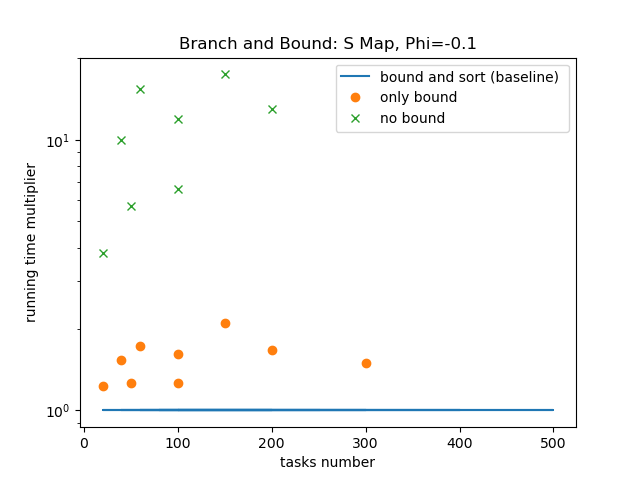 Branch and Bound: S Map, Phi=-0.1
bound and sort (baseline)
only bound
no bound
running time multiplier
10¹
10⁰
0 100 200 300 400 500
tasks number